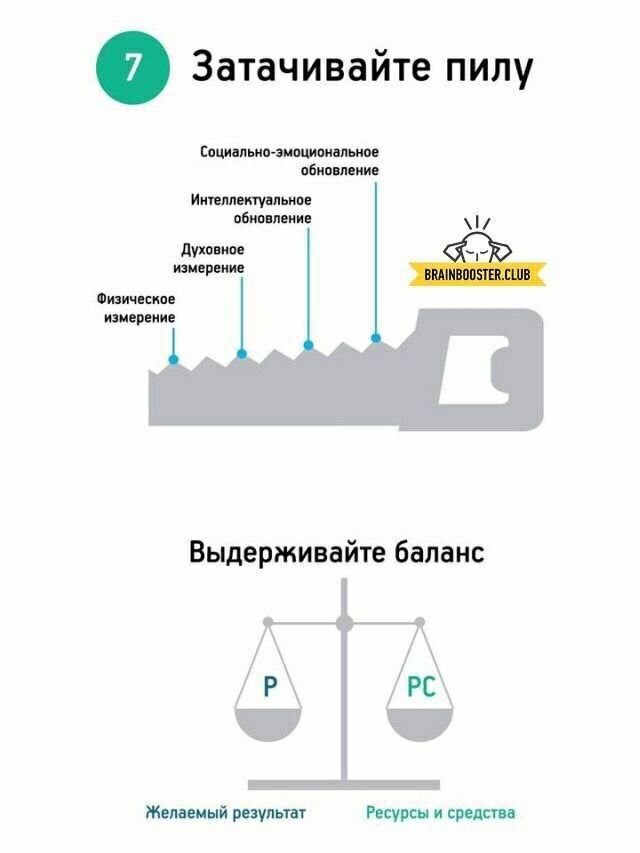 7 Затачивайте пилу
Социально-эмоциональное
обновление
Интеллектуальное
обновление
Духовное
измерение
Физическое
измерение
BRAINBOOSTER.CLUB
Выдерживайте баланс
P PC
Желаемый результат Ресурсы и средства